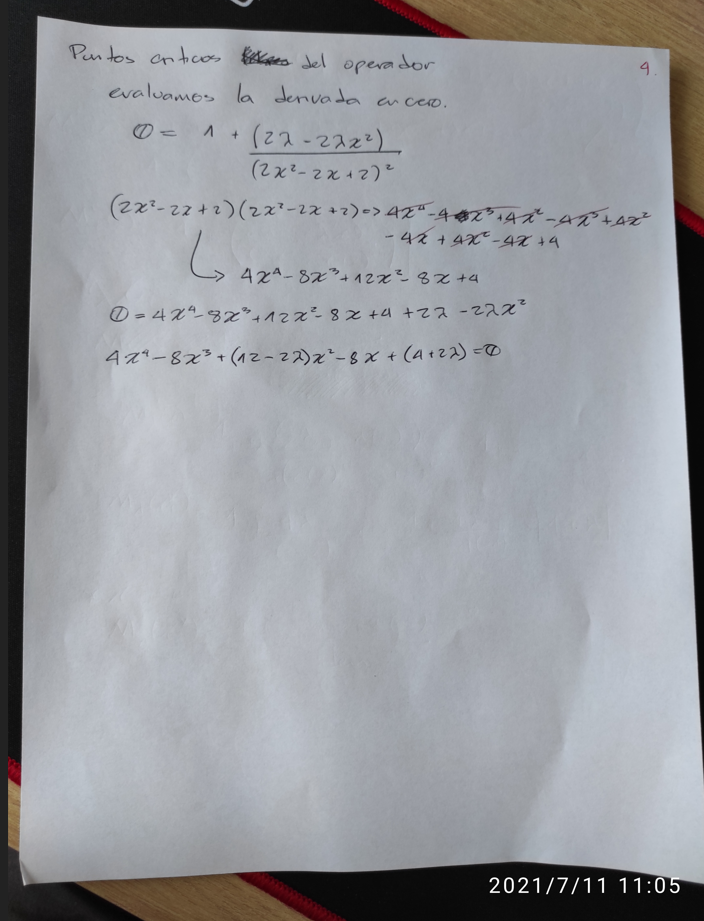 Puntos criticos del operador
4.
evaluamos la derivada en cero.
0 = 1 + (2λ - 2λx²) / (2x² - 2x + 2)²
(2x² - 2x + 2)(2x² - 2x + 2) => 4x⁴ - 4x³ + 4x² - 4x³ + 4x²
- 4x + 4x² - 4x + 4
4x⁴ - 8x³ + 12x² - 8x + 4
0 = 4x⁴ - 8x³ + 12x² - 8x + 4 + 2λ - 2λx²
4x⁴ - 8x³ + (12 - 2λ)x² - 8x + (4 + 2λ) = 0
2021/7/11 11:05